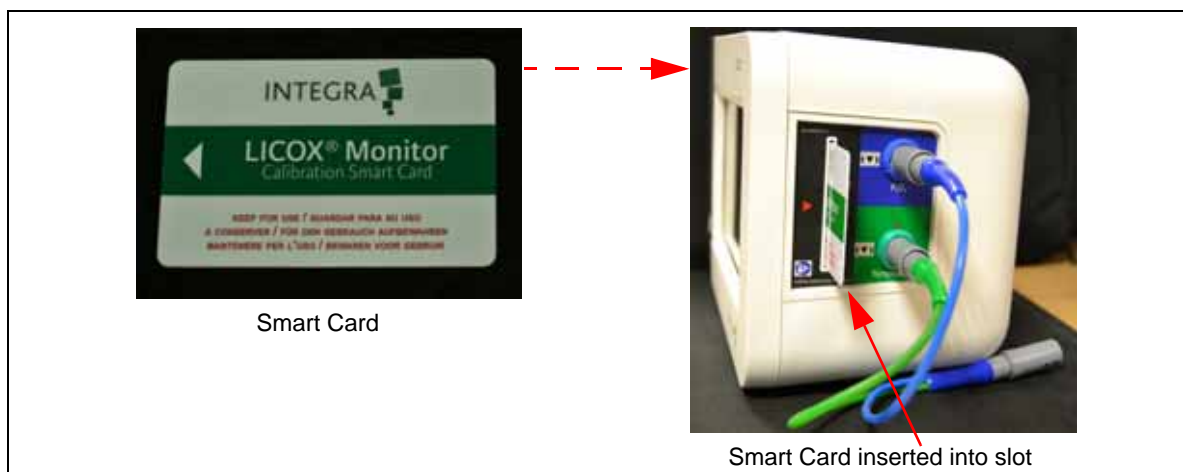 INTEGRA
LICOX® Monitor
Calibration Smart Card
KEEP FOR USE / GUARDAR PARA SU USO
A CONSERVER / FÜR DEN GEBRAUCH AUFBEWAHREN
MANTENERE PER L'USO / BEWAREN VOOR GEBRUIK
Smart Card
Smart Card inserted into slot